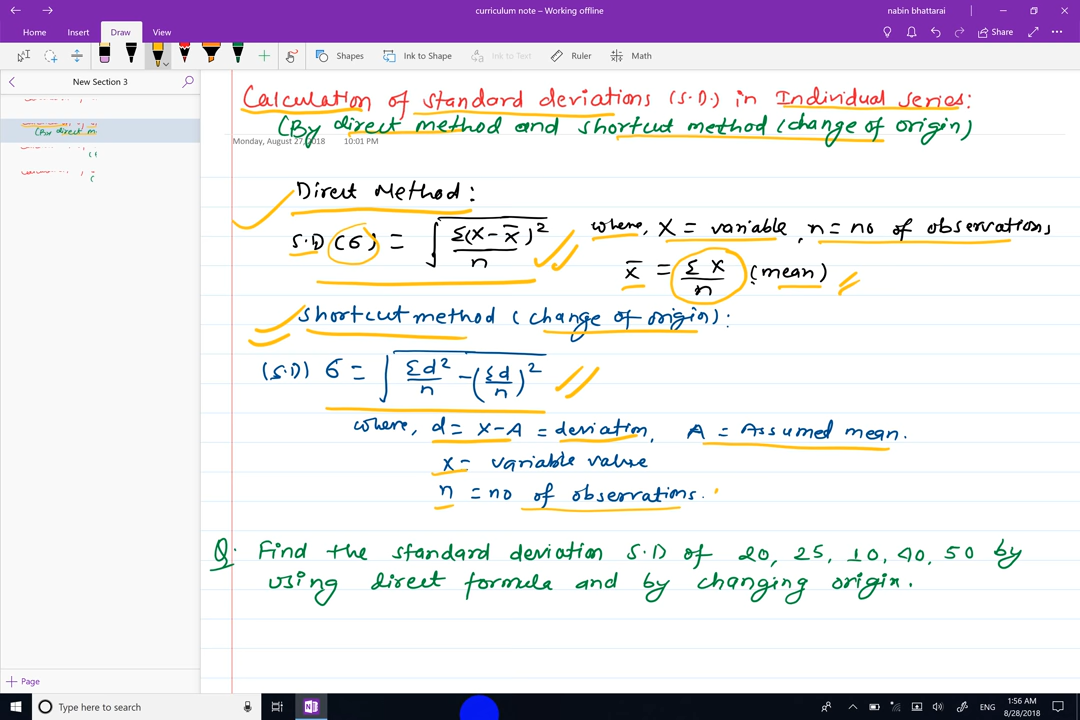 curriculum note – Working offline
nabin bhattarai
Home Insert Draw View
Share
Shapes Ink to Shape Ink to Text Ruler Math
New Section 3
Calculation of standard deviations (S.D.) in Individual series:
(By direct method and shortcut method (change of origin)
Monday, August 27, 2018 10:01 PM
Direct Method:
S.D (σ) = √ Σ(X – X̄)² / n where, X = variable, n = no of observations,
X̄ = Σ X / n (mean)
Shortcut method (change of origin):
(S.D) σ = √ Σd² / n – (Σd / n)²
where, d = X – A = deviation, A = Assumed mean.
x = variable value
n = no of observations.
Q. Find the standard deviation S.D of 20, 25, 10, 40, 50 by
using direct formula and by changing origin.
(By direct m
+ Page
Type here to search
ENG
1:56 AM
8/28/2018